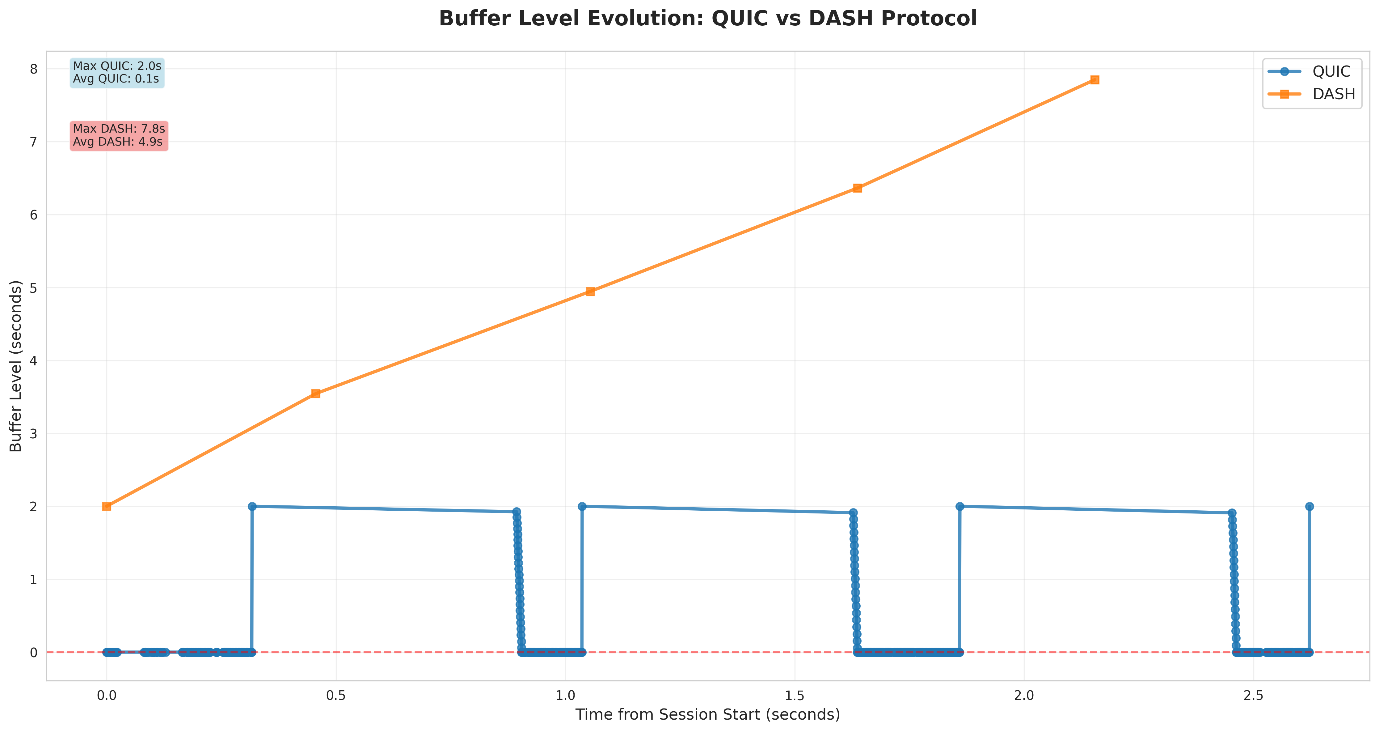 Buffer Level Evolution: QUIC vs DASH Protocol
Max QUIC: 2.0s
Avg QUIC: 0.1s
Max DASH: 7.8s
Avg DASH: 4.9s
QUIC
DASH
Buffer Level (seconds)
8
7
6
5
4
3
2
1
0
0.0
0.5
1.0
1.5
2.0
2.5
Time from Session Start (seconds)